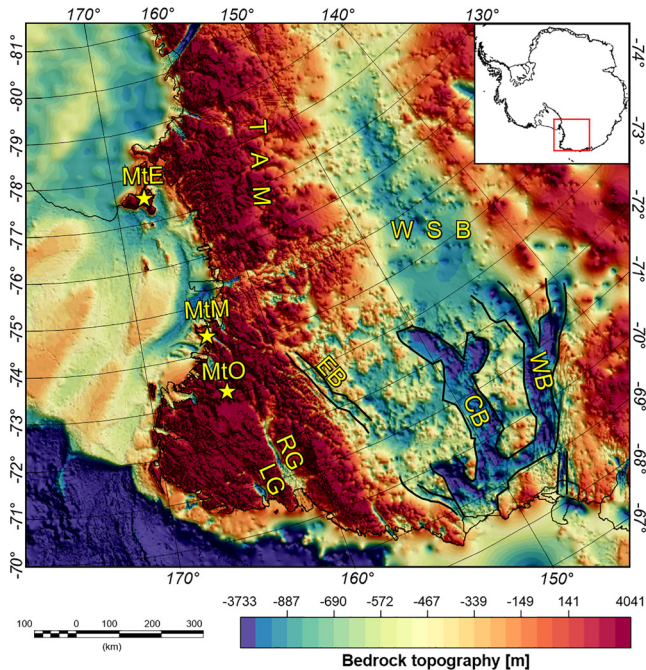 170° 160° 150° 140° 130°
-81°
-80°
-79°
-78°
-77°
-76°
-75°
-74°
-73°
-72°
-71°
-70°
-74°
-73°
-72°
-71°
-70°
-69°
-68°
-67°
T A M
MtE
W S B
MtM
MtO
EB
CB
WB
RG
LG
170° 160° 150°
-3733 -887 -690 -572 -467 -339 -149 141 4041
100 0 100 200 300
(km)
Bedrock topography [m]